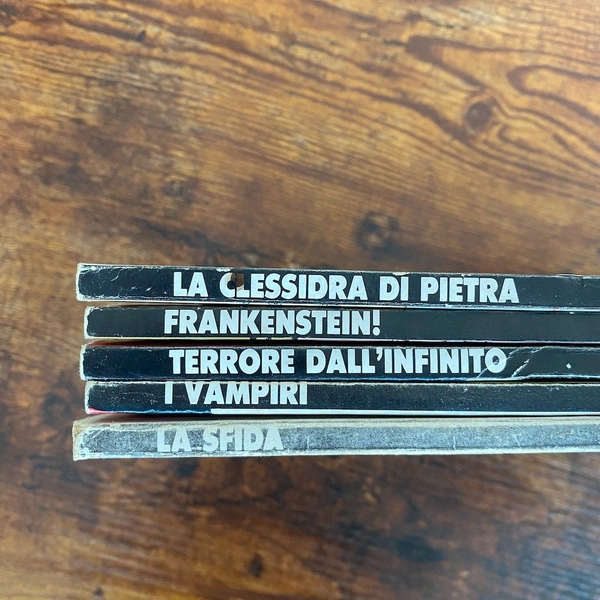 LA CLESSIDRA DI PIETRA
FRANKENSTEIN!
TERRORE DALL'INFINITO
I VAMPIRI
LA SFIDA